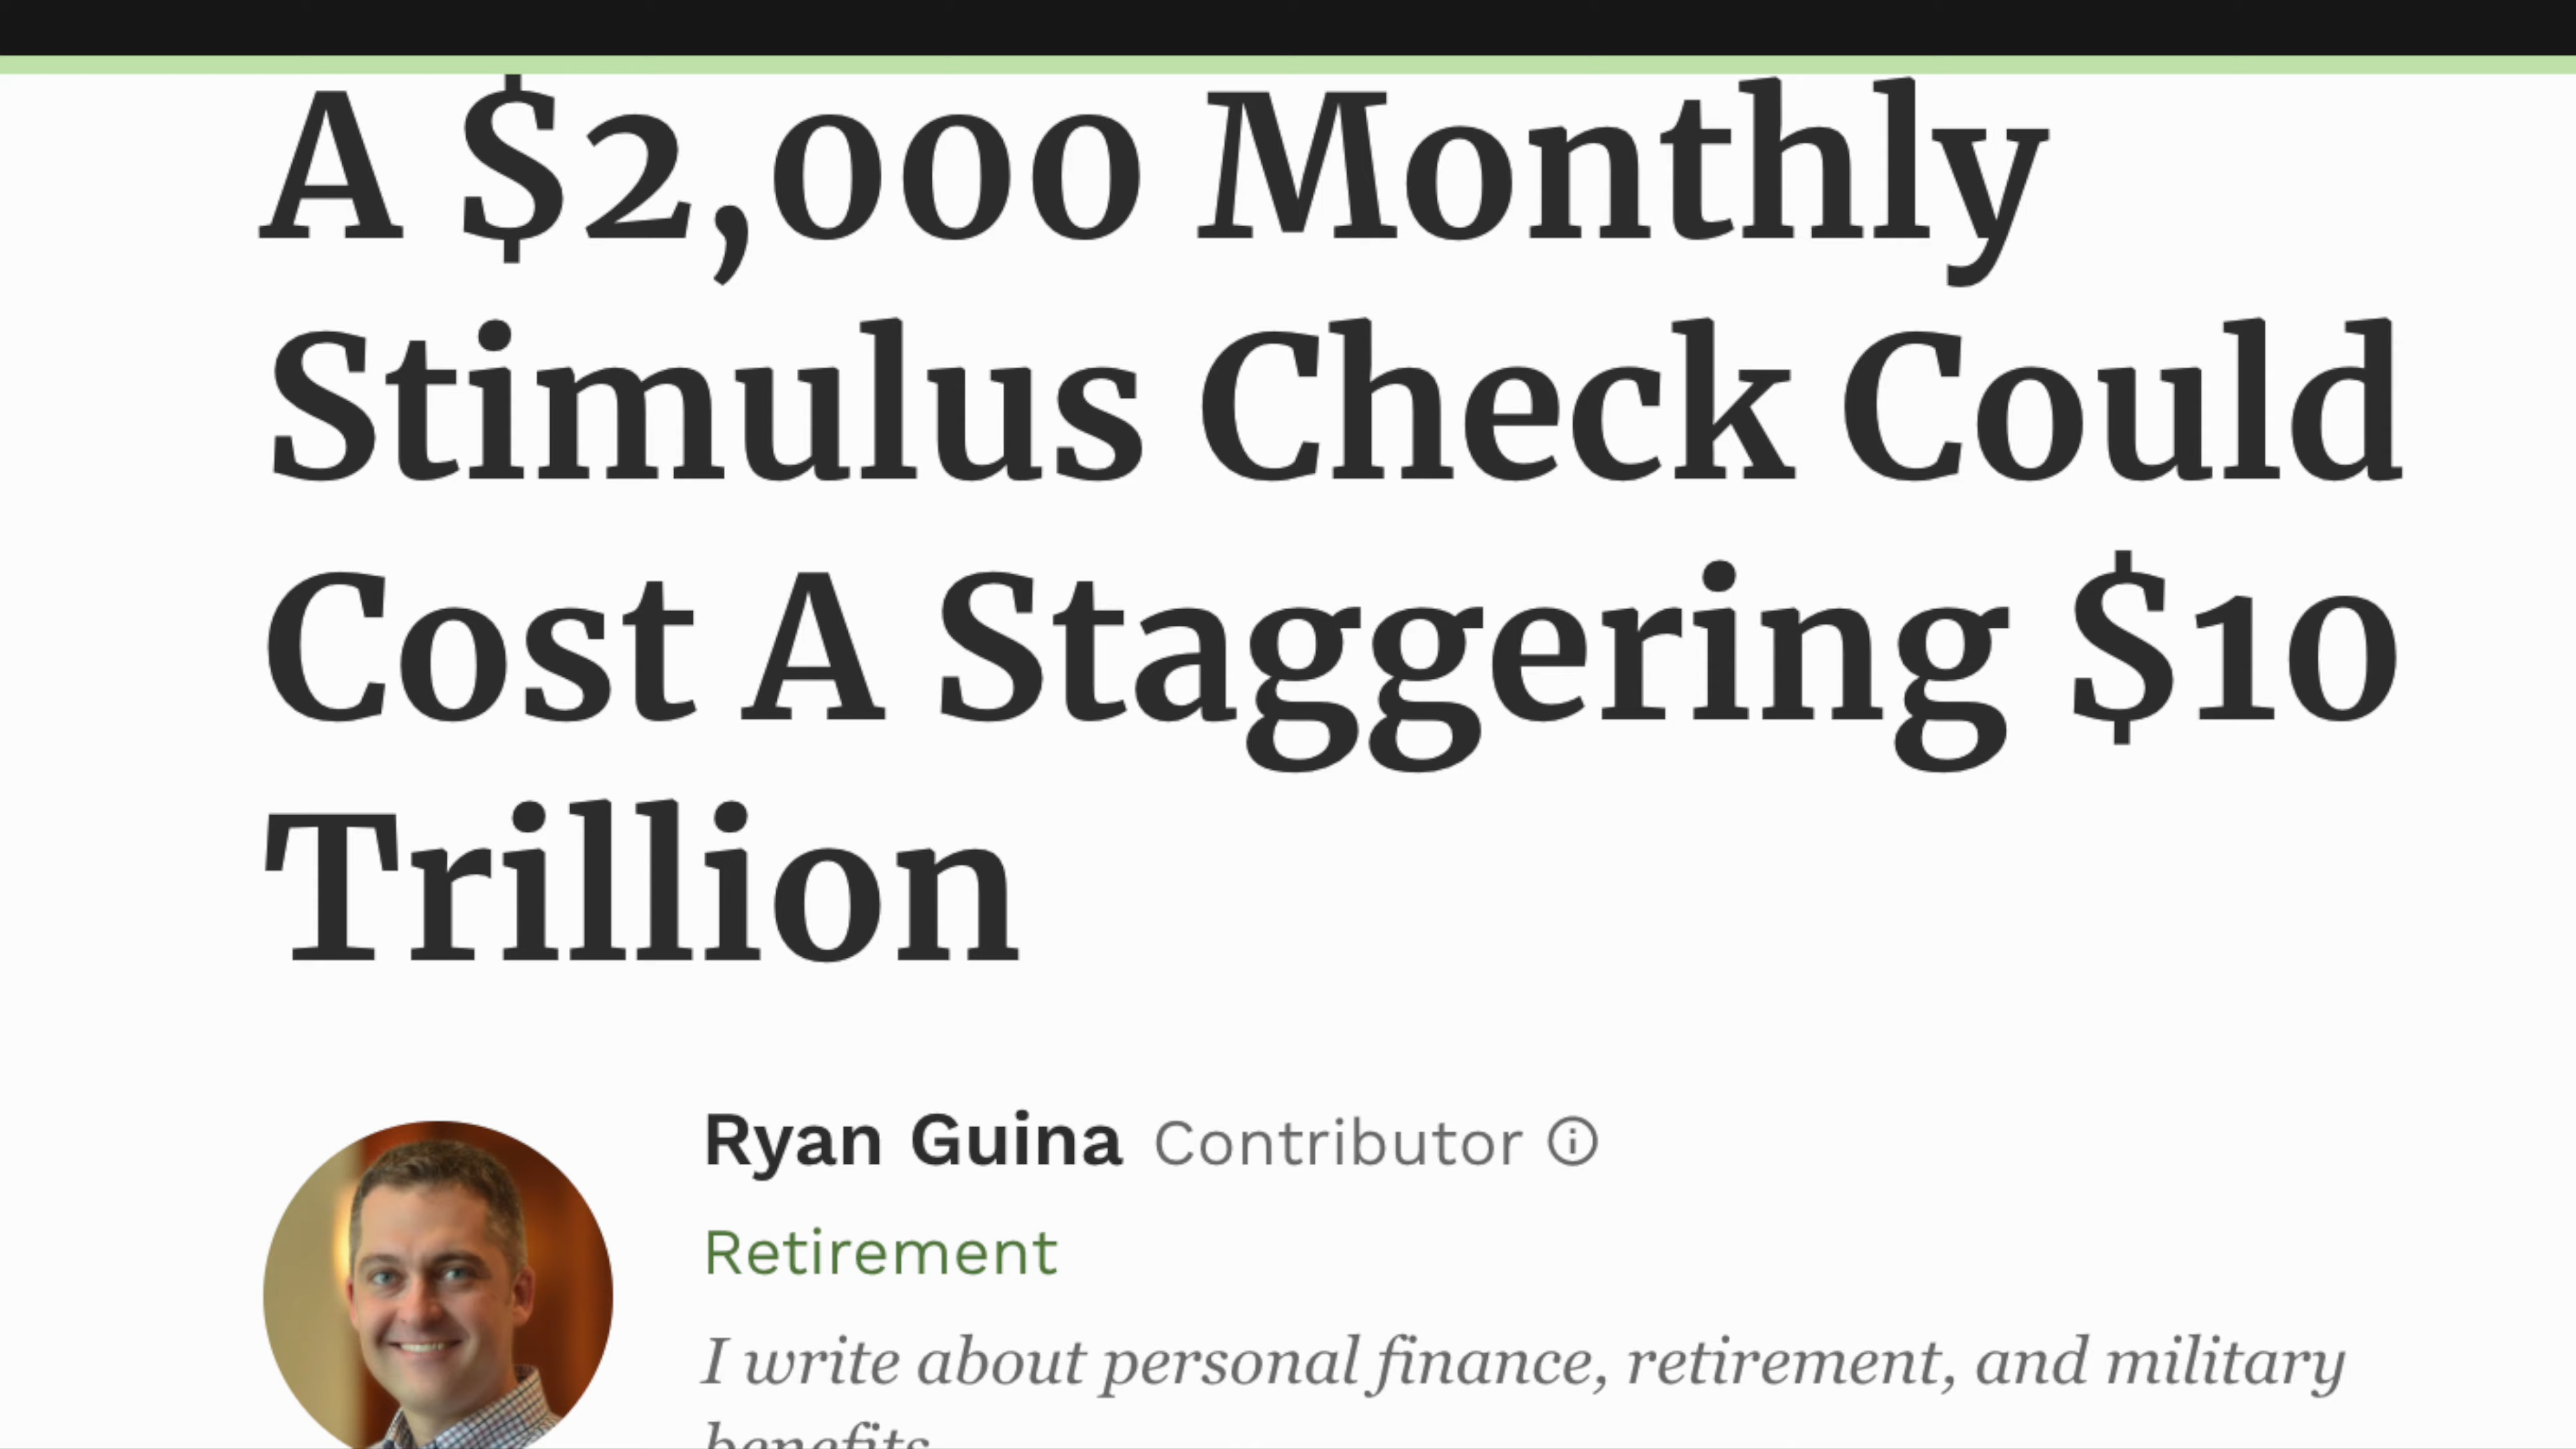 A $2,000 Monthly
Stimulus Check Could
Cost A Staggering $10
Trillion
Ryan Guina Contributor
Retirement
I write about personal finance, retirement, and military
benefits